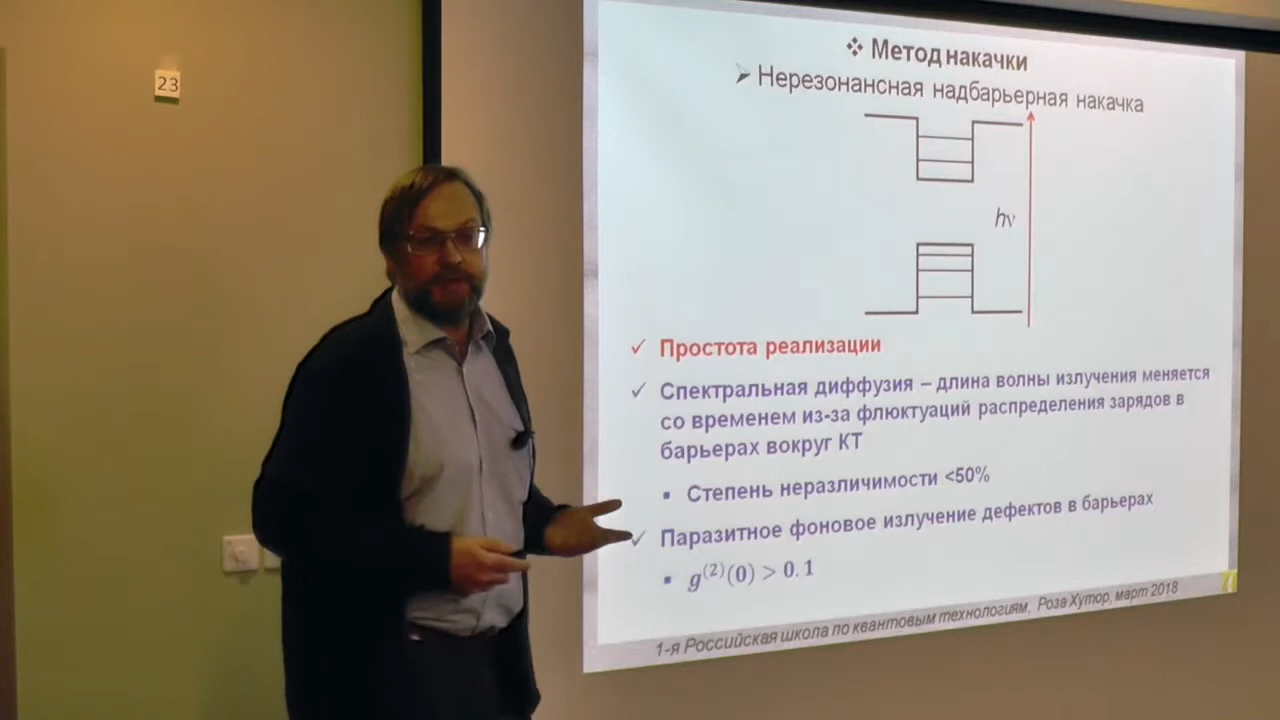 23
❖ Метод накачки
➢ Нерезонансная надбарьерная накачка
hν
✓ Простота реализации
✓ Спектральная диффузия – длина волны излучения меняется
со временем из-за флюктуаций распределения зарядов в
барьерах вокруг КТ
▪ Степень неразличимости <50%
✓ Паразитное фоновое излучение дефектов в барьерах
▪ g⁽²⁾(0) > 0.1
1-я Российская школа по квантовым технологиям, Роза Хутор, март 2018